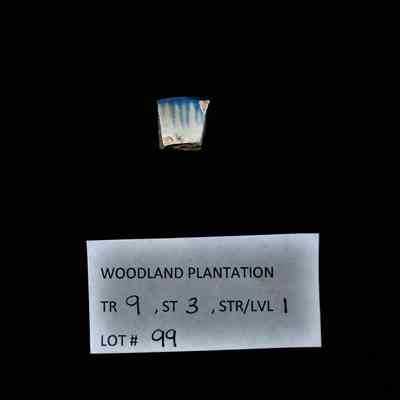 WOODLAND PLANTATION
TR 9 , ST 3 , STR/LVL 1
LOT # 99